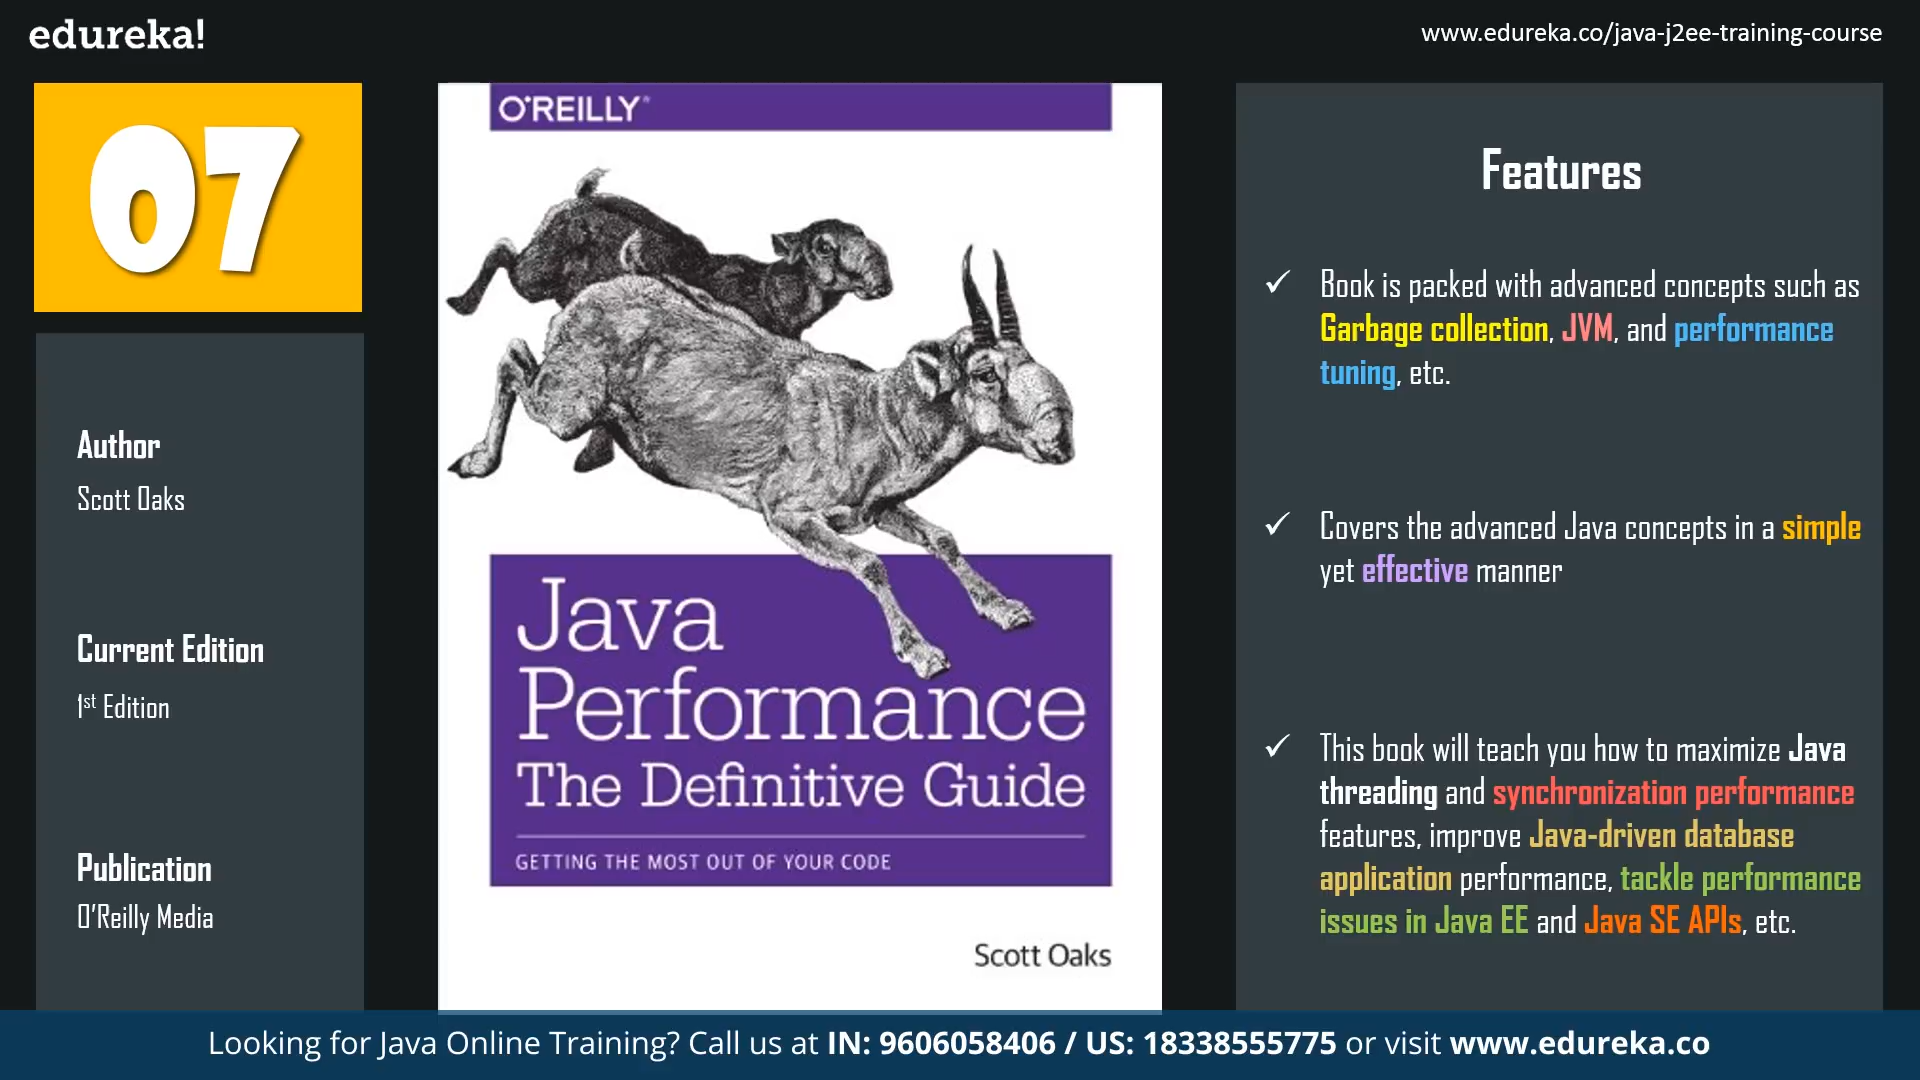 edureka!
www.edureka.co/java-j2ee-training-course
07
Author
Scott Oaks
Current Edition
1st Edition
Publication
O'Reilly Media
O'REILLY®
Java
Performance
The Definitive Guide
GETTING THE MOST OUT OF YOUR CODE
Scott Oaks
Features
✓ Book is packed with advanced concepts such as
Garbage collection, JVM, and performance
tuning, etc.
✓ Covers the advanced Java concepts in a simple
yet effective manner
✓ This book will teach you how to maximize Java
threading and synchronization performance
features, improve Java-driven database
application performance, tackle performance
issues in Java EE and Java SE APIs, etc.
Looking for Java Online Training? Call us at IN: 9606058406 / US: 18338555775 or visit www.edureka.co